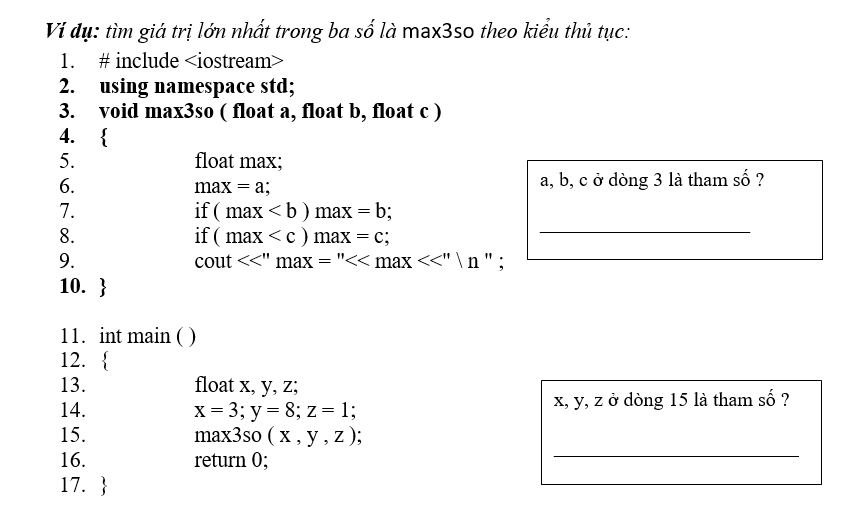 Ví dụ: tìm giá trị lớn nhất trong ba số là max3so theo kiểu thủ tục:
1. # include <iostream>
2. using namespace std;
3. void max3so ( float a, float b, float c )
4. {
5. float max;
6. max = a;
7. if ( max < b ) max = b;
8. if ( max < c ) max = c;
9. cout <<" max = "<< max <<" \ n " ;
10. }
a, b, c ở dòng 3 là tham số ?
11. int main ( )
12. {
13. float x, y, z;
14. x = 3; y = 8; z = 1;
15. max3so ( x , y , z );
16. return 0;
17. }
x, y, z ở dòng 15 là tham số ?